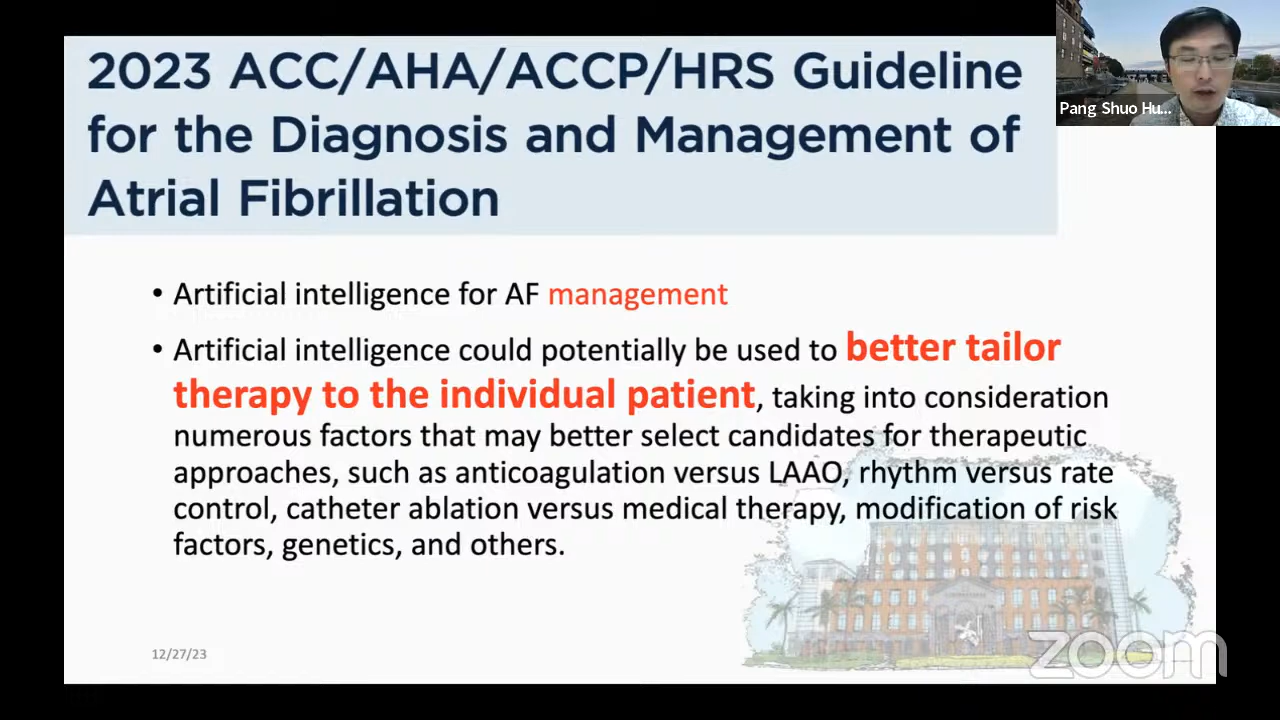 2023 ACC/AHA/ACCP/HRS Guideline
for the Diagnosis and Management of
Atrial Fibrillation
Pang Shuo Hu...
• Artificial intelligence for AF management
• Artificial intelligence could potentially be used to better tailor
therapy to the individual patient, taking into consideration
numerous factors that may better select candidates for therapeutic
approaches, such as anticoagulation versus LAAO, rhythm versus rate
control, catheter ablation versus medical therapy, modification of risk
factors, genetics, and others.
12/27/23
zoom